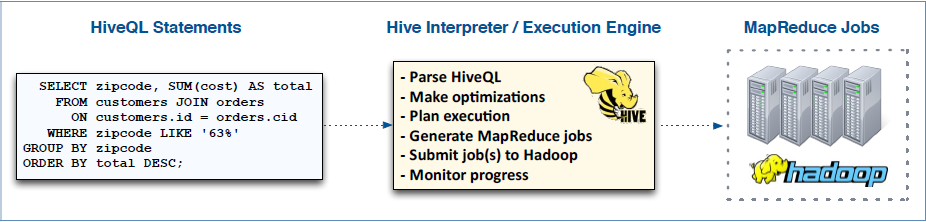 HiveQL Statements
Hive Interpreter / Execution Engine
MapReduce Jobs
SELECT zipcode, SUM(cost) AS total
FROM customers JOIN orders
ON customers.id = orders.cid
WHERE zipcode LIKE '63%'
GROUP BY zipcode
ORDER BY total DESC;
- Parse HiveQL
- Make optimizations
- Plan execution
- Generate MapReduce jobs
- Submit job(s) to Hadoop
- Monitor progress
HIVE
hadoop